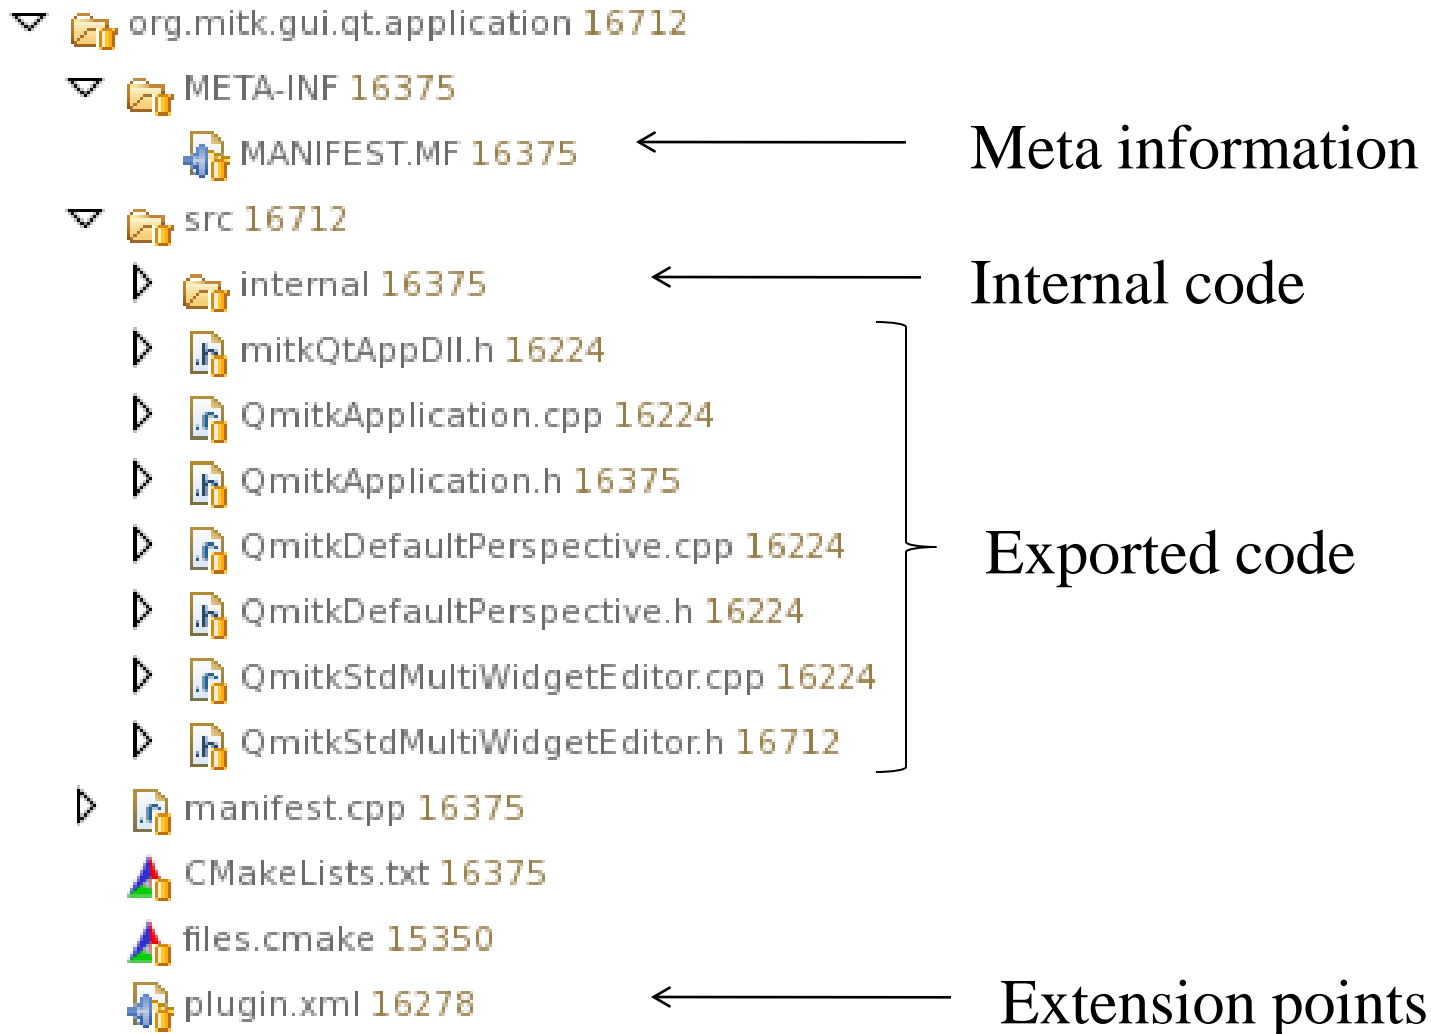 org.mitk.gui.qt.application 16712
META-INF 16375
MANIFEST.MF 16375
Meta information
src 16712
internal 16375
Internal code
mitkQtAppDll.h 16224
QmitkApplication.cpp 16224
QmitkApplication.h 16375
QmitkDefaultPerspective.cpp 16224
Exported code
QmitkDefaultPerspective.h 16224
QmitkStdMultiWidgetEditor.cpp 16224
QmitkStdMultiWidgetEditor.h 16712
manifest.cpp 16375
CMakeLists.txt 16375
files.cmake 15350
plugin.xml 16278
Extension points